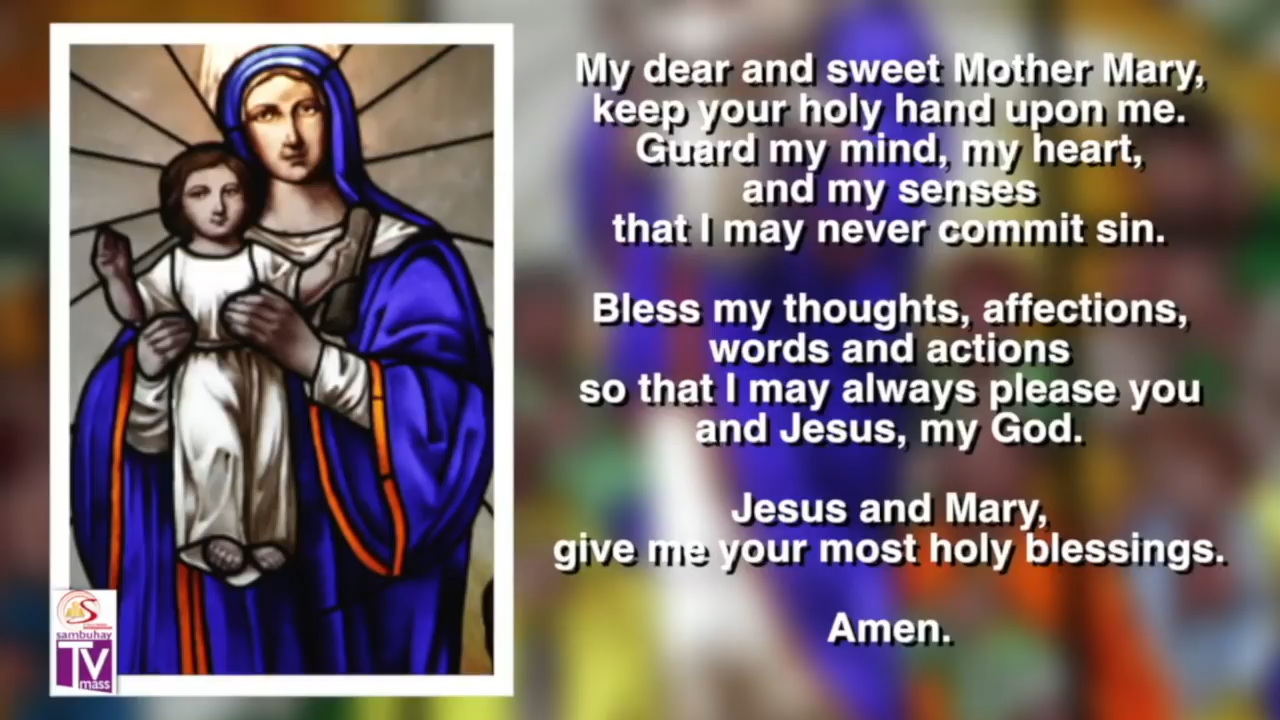 My dear and sweet Mother Mary,
keep your holy hand upon me.
Guard my mind, my heart,
and my senses
that I may never commit sin.
Bless my thoughts, affections,
words and actions
so that I may always please you
and Jesus, my God.
Jesus and Mary,
give me your most holy blessings.
Amen.
sambuhay
TV
mass